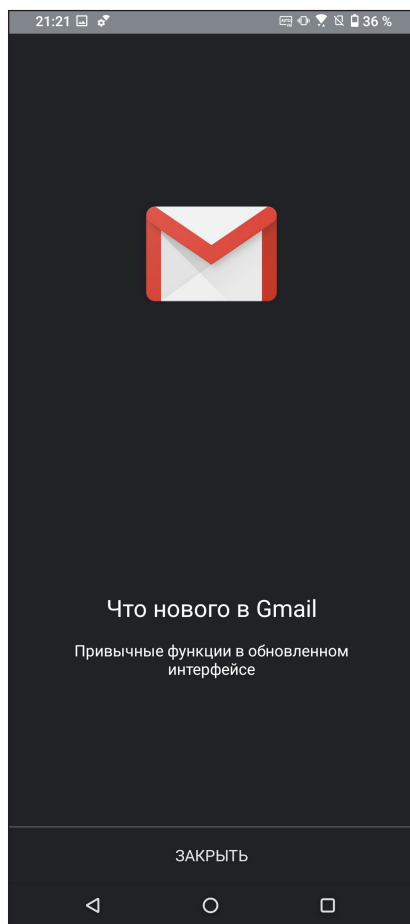 21:21 36 %
Что нового в Gmail
Привычные функции в обновленном
интерфейсе
ЗАКРЫТЬ